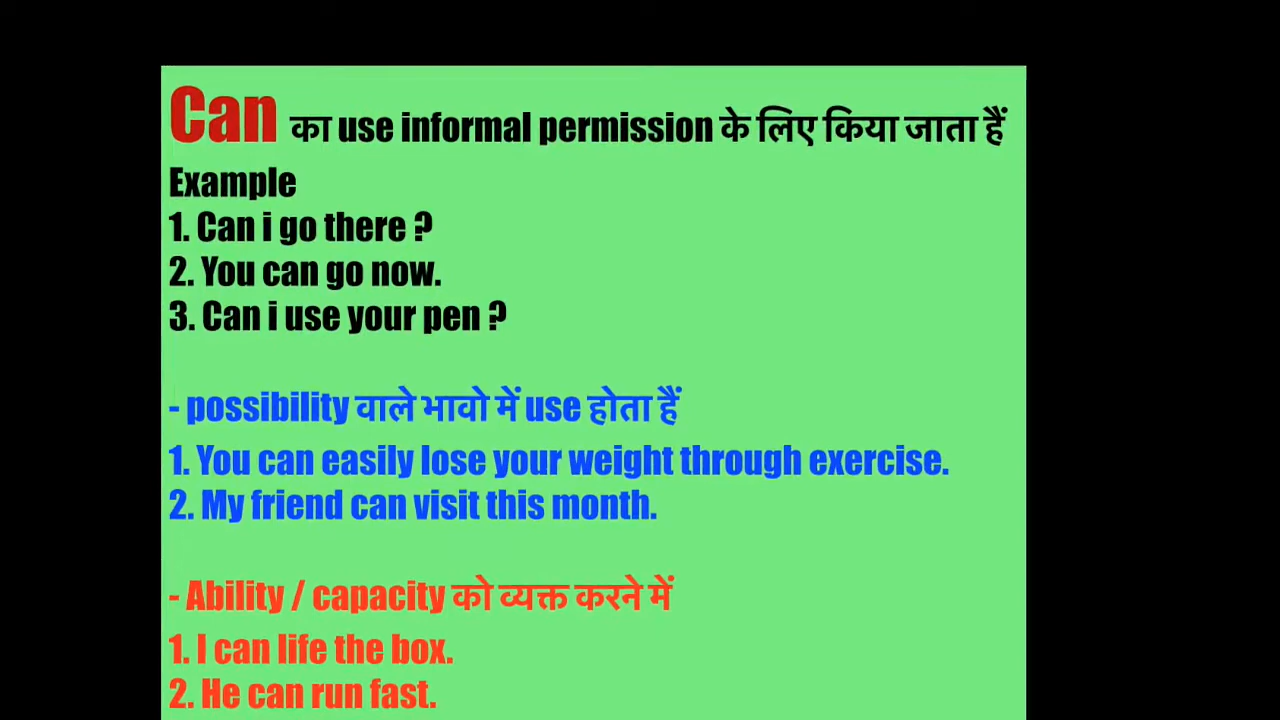 Can का use informal permission के लिए किया जाता हैं
Example
1. Can i go there ?
2. You can go now.
3. Can i use your pen ?
- possibility वाले भावो में use होता हैं
1. You can easily lose your weight through exercise.
2. My friend can visit this month.
- Ability / capacity को व्यक्त करने में
1. I can life the box.
2. He can run fast.